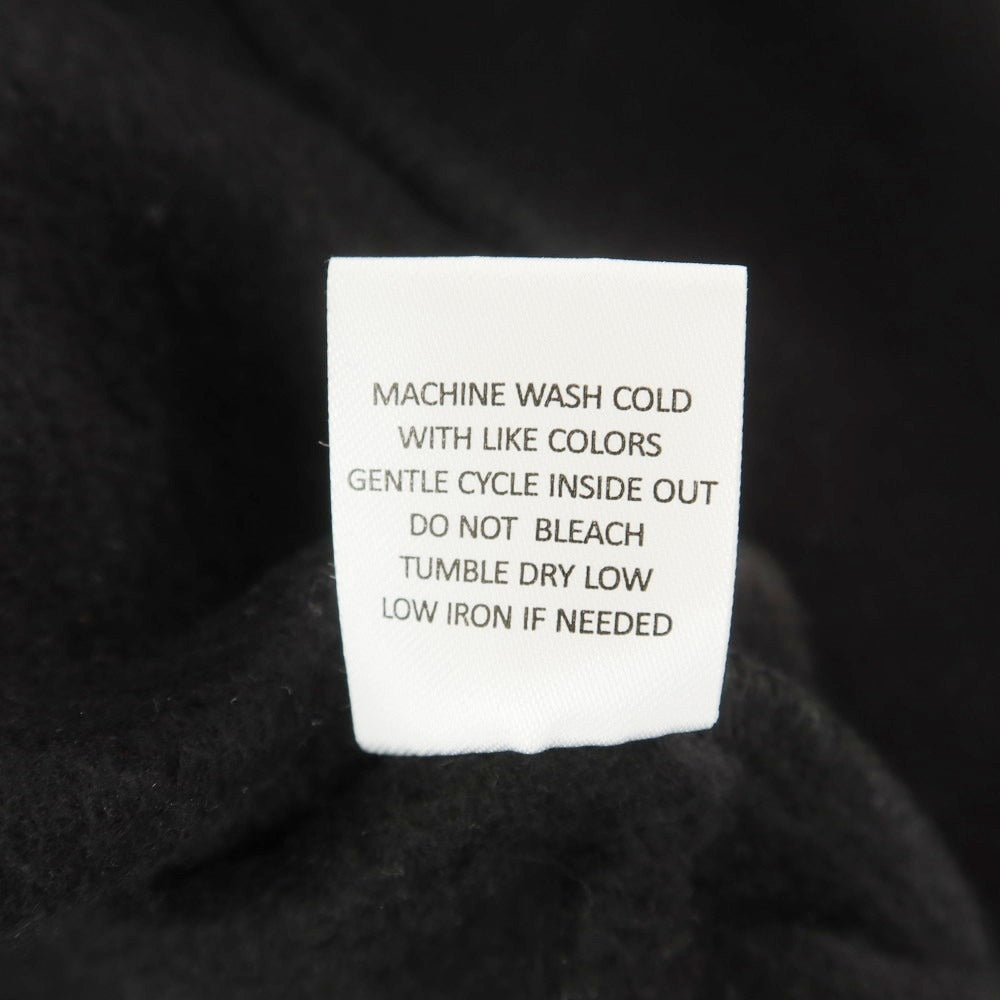 MACHINE WASH COLD
WITH LIKE COLORS
GENTLE CYCLE INSIDE OUT
DO NOT BLEACH
TUMBLE DRY LOW
LOW IRON IF NEEDED